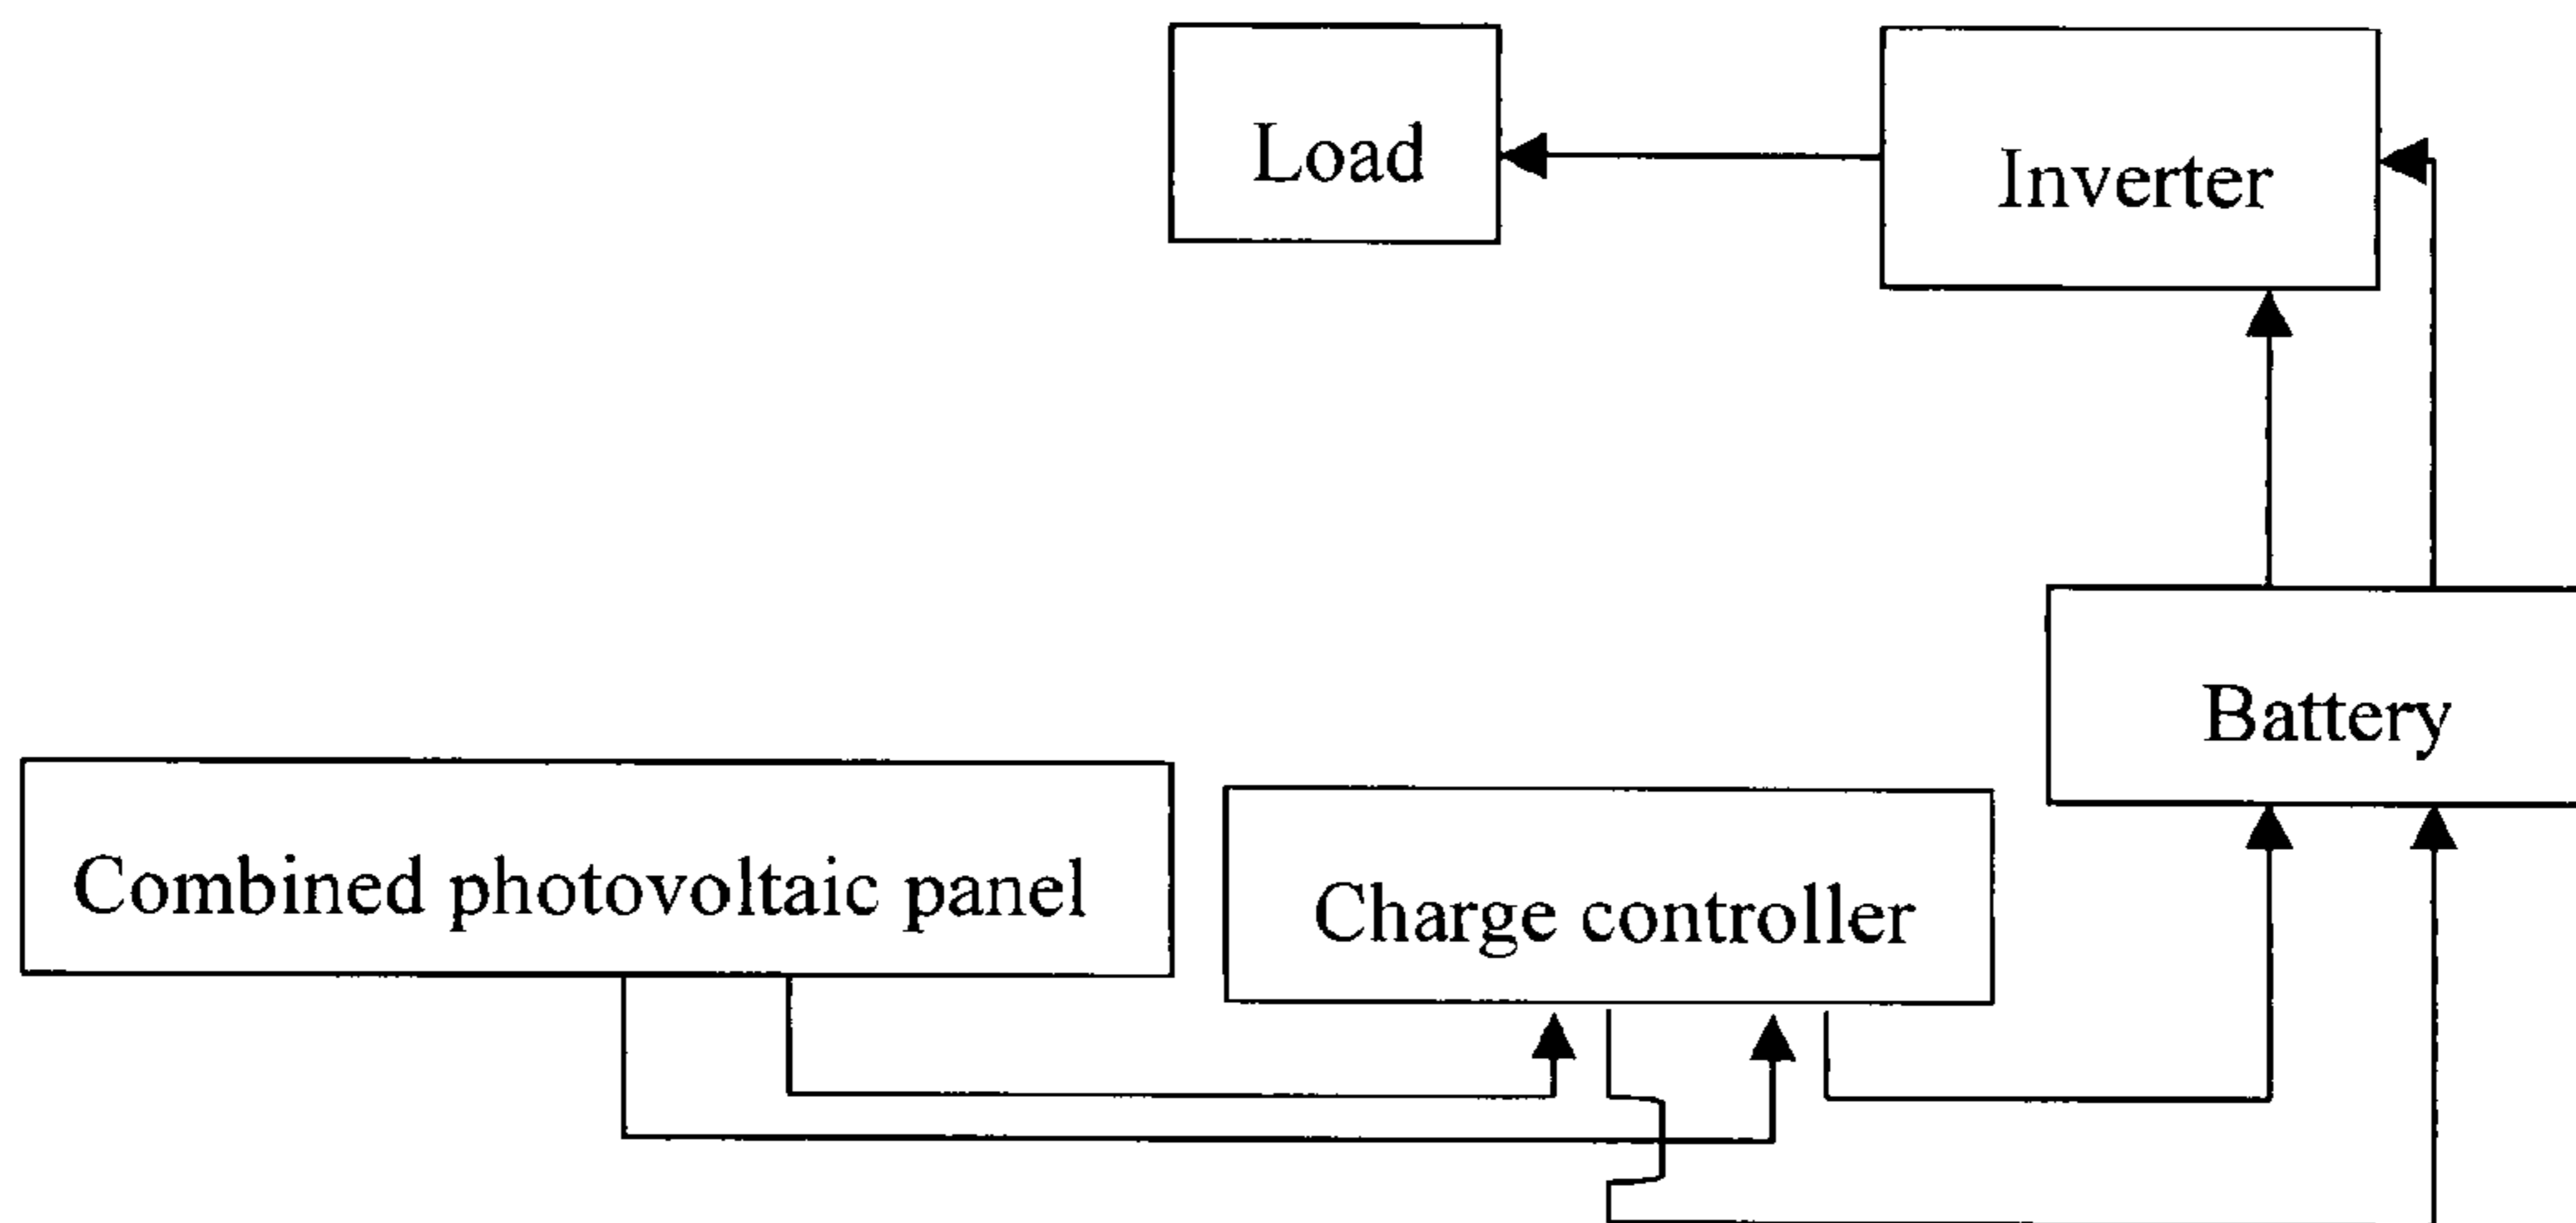 Load
Inverter
Battery
Combined photovoltaic panel
Charge controller